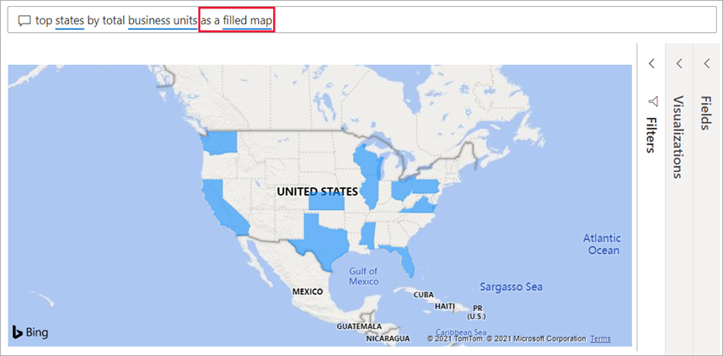 top states by total business units as a filled map
UNITED STATES
Gulf of
Mexico
MEXICO
CUBA
HAITI
PR
(U.S.)
GUATEMALA
NICARAGUA
Caribbean Sea
Sargasso Sea
Atlantic
Ocean
Bing
© 2021 TomTom, © 2021 Microsoft Corporation Terms
Filters
Visualizations
Fields